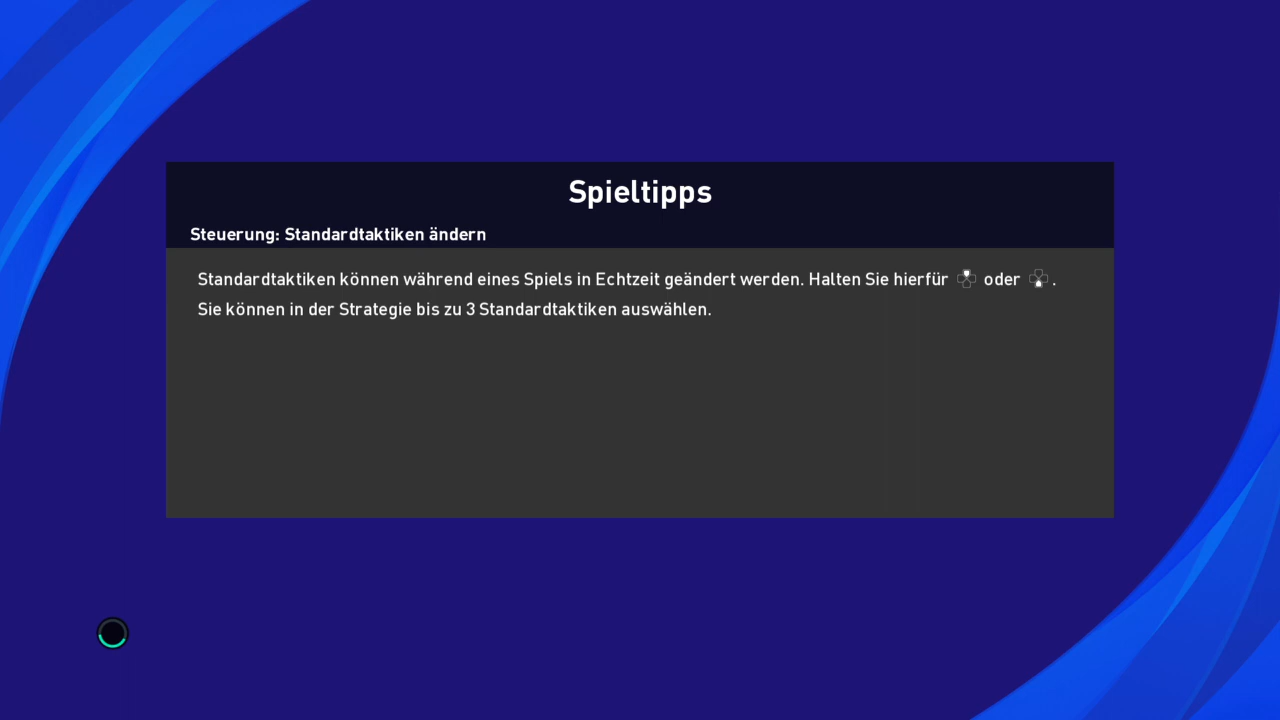 Spieltipps
Steuerung: Standardtaktiken ändern
Standardtaktiken können während eines Spiels in Echtzeit geändert werden. Halten Sie hierfür oder .
Sie können in der Strategie bis zu 3 Standardtaktiken auswählen.